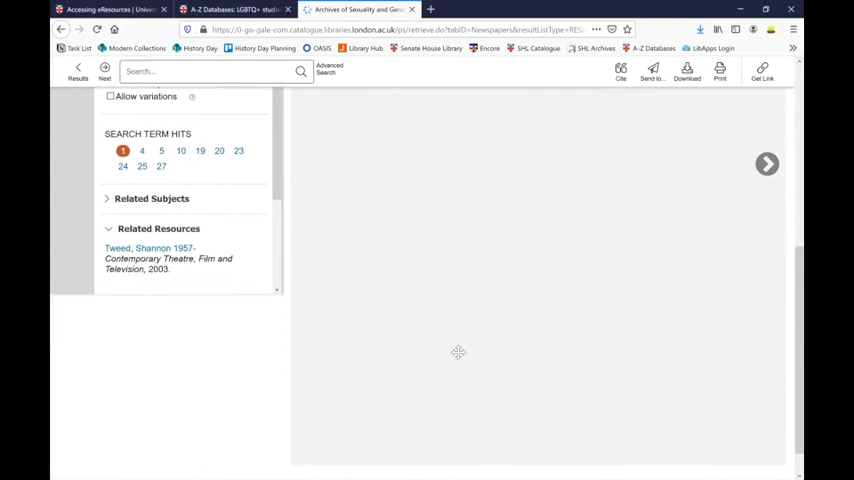 Accessing eResources | Univers
A-Z Databases: LGBTQ+ studie
Archives of Sexuality and Gend
https://0-go-gale-com.catalogue.libraries.london.ac.uk/ps/retrieve.do?tabID=Newspapers&resultListType=RES
Task List Modern Collections History Day History Day Planning OASIS Library Hub Senate House Library Encore SHL Catalogue SHL Archives A-Z Databases LibApps Login
Results Next Search... Advanced Search Cite Send to... Download Print Get Link
Allow variations
SEARCH TERM HITS
1 4 5 10 19 20 23
24 25 27
Related Subjects
Related Resources
Tweed, Shannon 1957-
Contemporary Theatre, Film and
Television, 2003.